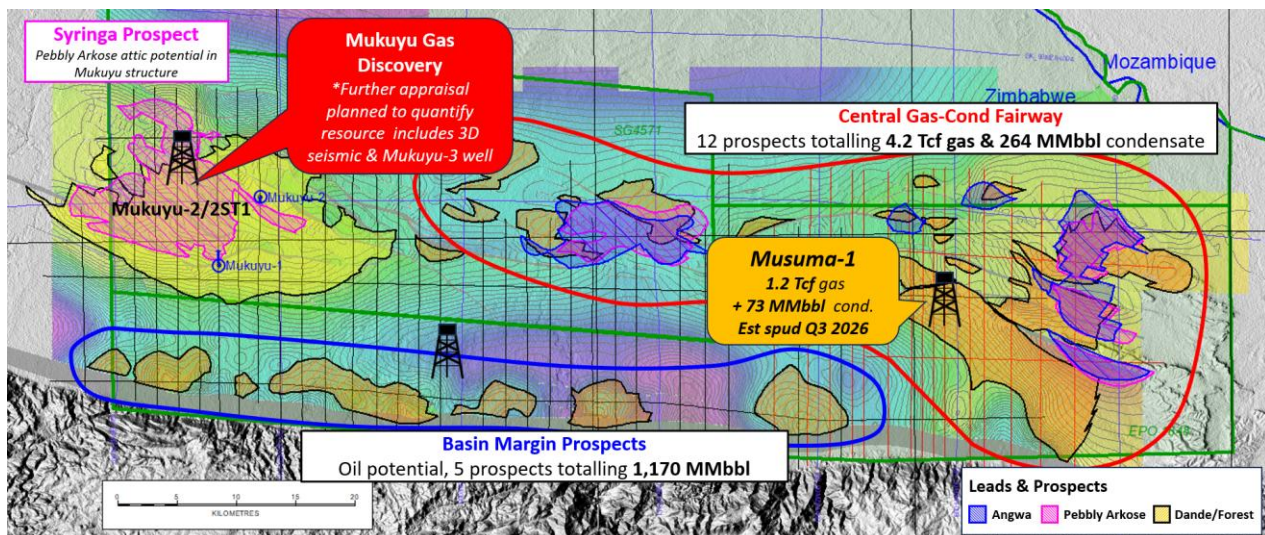 Syringa Prospect
Pebbly Arkose attic potential in
Mukuyu structure
Mukuyu Gas
Discovery
*Further appraisal
planned to quantify
resource includes 3D
seismic & Mukuyu-3 well
Mozambique
Zimbabwe
SG4571
Central Gas-Cond Fairway
12 prospects totalling 4.2 Tcf gas & 264 MMbbl condensate
Mukuyu-2/2ST1
Mukuyu-2
Mukuyu-1
Musuma-1
1.2 Tcf gas
+ 73 MMbbl cond.
Est spud Q3 2026
Basin Margin Prospects
Oil potential, 5 prospects totalling 1,170 MMbbl
0 5 10 15 20
KILOMETRES
Leads & Prospects
Angwa
Pebbly Arkose
Dande/Forest